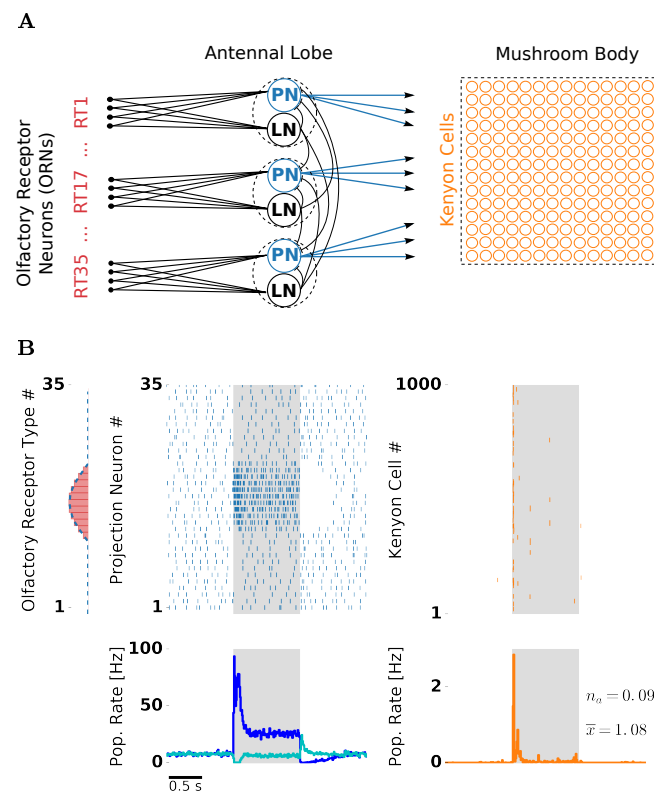 A
Antennal Lobe
Mushroom Body
Olfactory Receptor
Neurons (ORNs)
RT35 ... RT17 ... RT1
PN
LN
PN
LN
PN
LN
Kenyon Cells
B
Olfactory Receptor Type #
35
1
Projection Neuron #
35
1
Kenyon Cell #
1000
1
Pop. Rate [Hz]
100
50
0
0.5 s
Pop. Rate [Hz]
2
0
n_a = 0.09
x̅ = 1.08